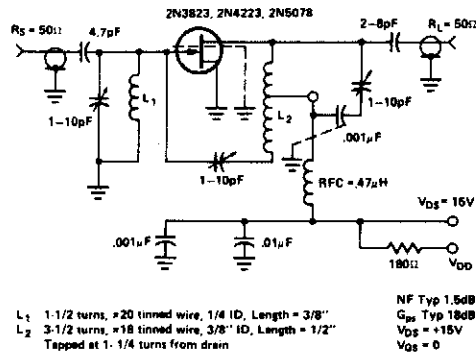 2N3823, 2N4223, 2N5078
RS = 50Ω
4.7pF
2-8pF
RL = 50Ω
1-10pF
L1
L2
1-10pF
.001µF
1-10pF
RFC = .47µH
VDS = 15V
.001µF
.01µF
180Ω
VDD
NF Typ 1.5dB
L1 1-1/2 turns, #20 tinned wire, 1/4 ID, Length = 3/8"
Gps Typ 18dB
L2 3-1/2 turns, #18 tinned wire, 3/8" ID, Length = 1/2"
VDS = +15V
Tapped at 1-1/4 turns from drain
VGS = 0